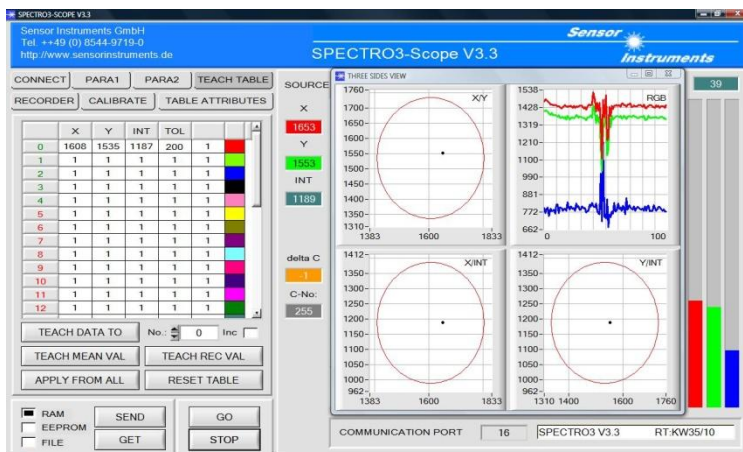 SPECTRO3-SCOPE V3.3
Sensor Instruments GmbH
Tel. ++49 (0) 8544-9719-0
http://www.sensorinstruments.de
SPECTRO3-Scope V3.3
Sensor
Instruments
CONNECT PARA1 PARA2 TEACH TABLE
RECORDER CALIBRATE TABLE ATTRIBUTES
X Y INT TOL
0 1608 1535 1187 200 1
1 1 1 1 1 1
2 1 1 1 1 1
3 1 1 1 1 1
4 1 1 1 1 1
5 1 1 1 1 1
6 1 1 1 1 1
7 1 1 1 1 1
8 1 1 1 1 1
9 1 1 1 1 1
10 1 1 1 1 1
11 1 1 1 1 1
12 1 1 1 1 1
TEACH DATA TO No.: 0 Inc
TEACH MEAN VAL TEACH REC VAL
APPLY FROM ALL RESET TABLE
RAM
EEPROM
FILE
SEND GO
GET STOP
SOURCE
X
1653
Y
1553
INT
1189
delta C
-1
C-No:
255
THREE SIDES VIEW
X/Y
1760
1700
1650
1600
1550
1500
1450
1400
1350
1310
1383 1600 1833
RGB
1538
1428
1319
1210
1100
990
881
772
662
0 100
X/INT
1412
1350
1300
1250
1200
1150
1100
1050
1000
962
1383 1600 1833
Y/INT
1412
1350
1300
1250
1200
1150
1100
1050
1000
962
1310 1400 1600 1760
39
COMMUNICATION PORT 16 SPECTRO3 V3.3 RT:KW35/10